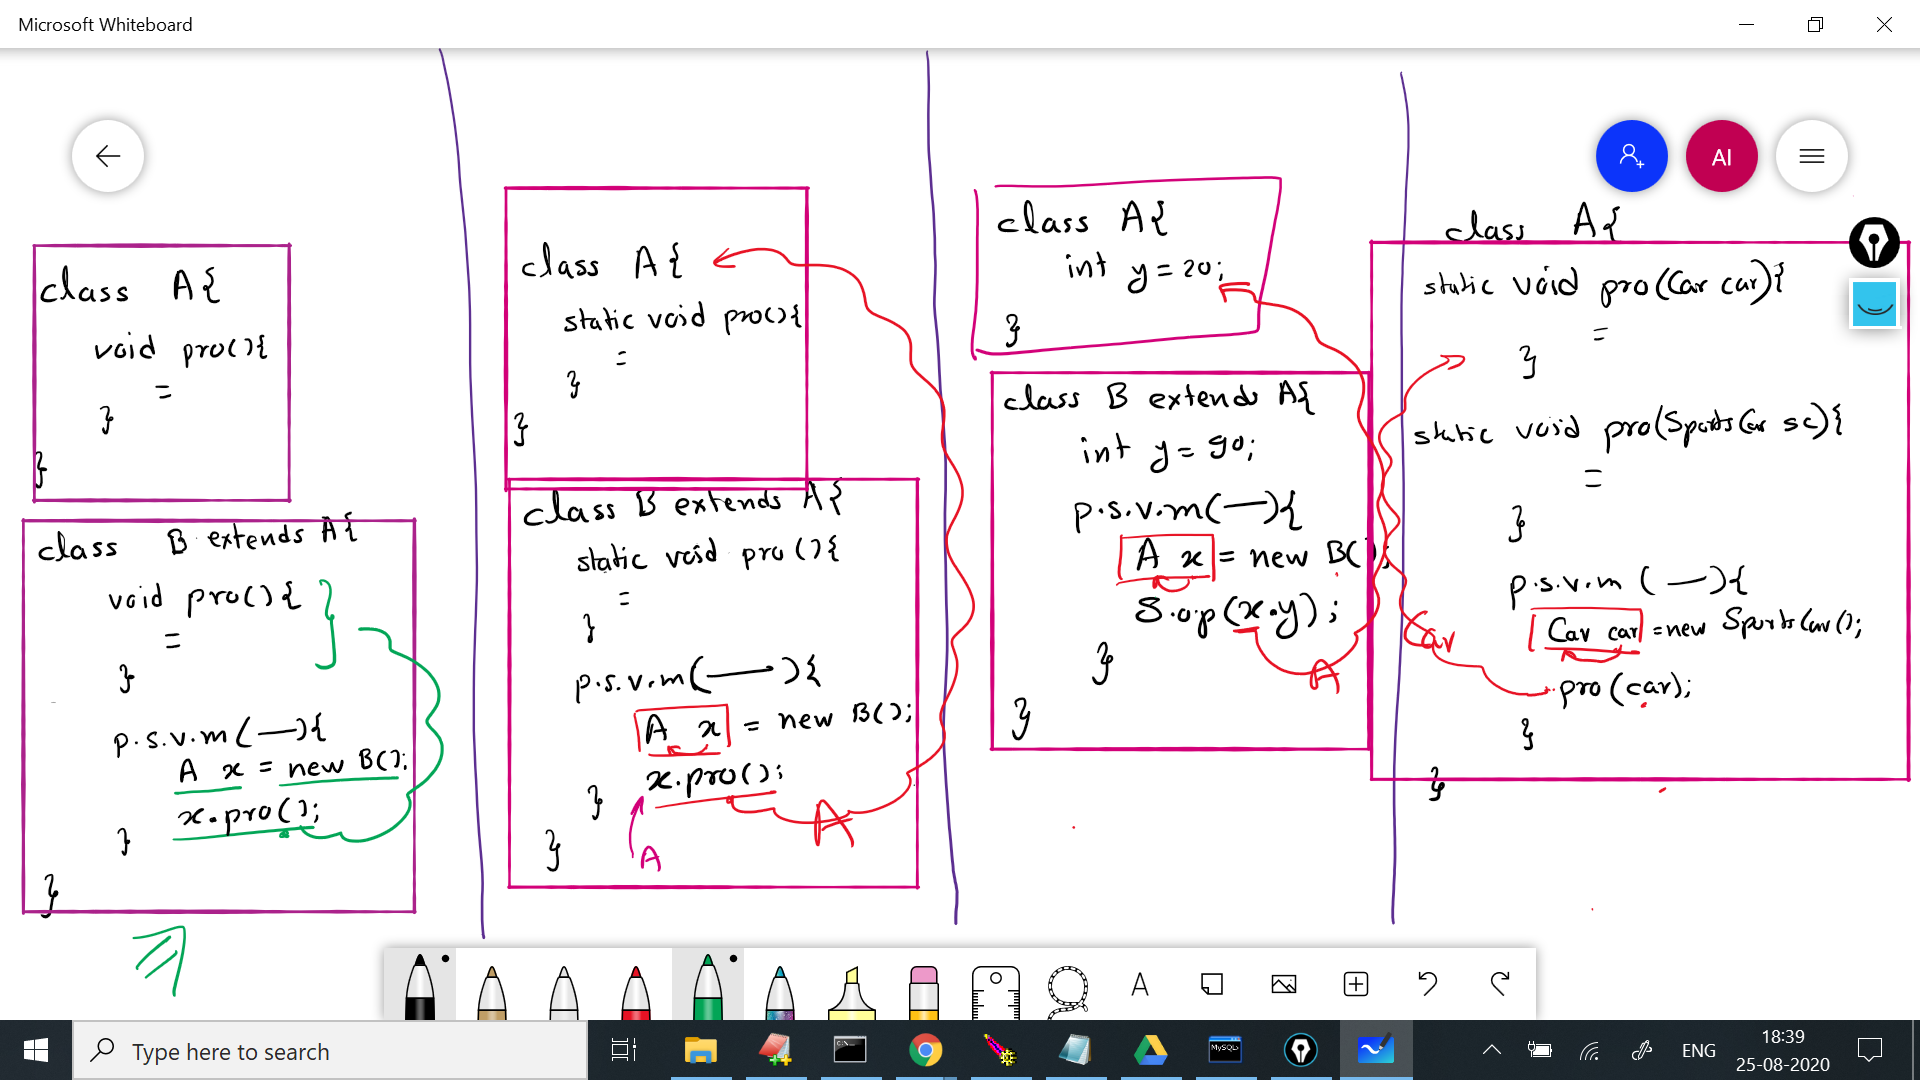 Microsoft Whiteboard
AI
class A{
void pro(){
=
}
}
class B extends A{
void pro(){
=
}
p.s.v.m(—){
A x = new B();
x.pro();
}
}
class A{
static void pro(){
=
}
}
class B extends A{
static void pro(){
=
}
p.s.v.m(—){
A x = new B();
x.pro();
}
A
A
}
class A{
int y=20;
}
class B extends A{
int y=90;
p.s.v.m(—){
A x = new B();
S.o.p(x.y);
A
}
}
class A{
static void pro(Car car){
=
}
static void pro(SportsCar sc){
=
}
p.s.v.m (—){
Car car =new SportsCar();
Car
pro(car);
}
}
A
Type here to search
C:\
MySQL
ENG
18:39
25-08-2020